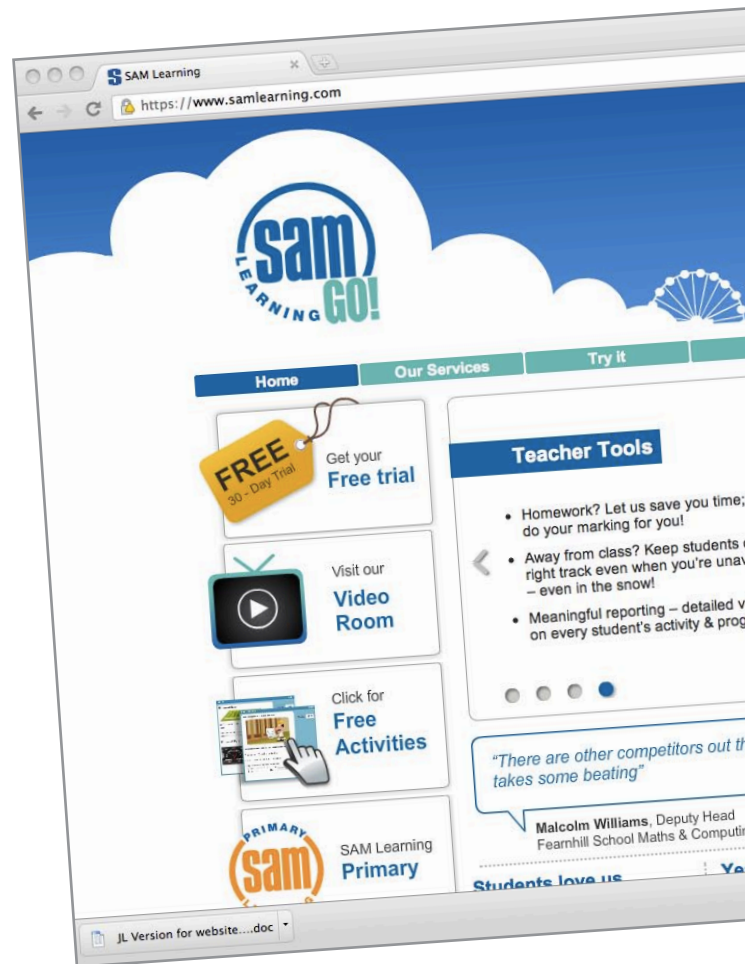 SAM Learning
https://www.samlearning.com
sam
LEARNING
GO!
Home
Our Services
Try it
FREE
30 - Day Trial
Get your
Free trial
Visit our
Video
Room
Click for
Free
Activities
PRIMARY
sam
SAM Learning
Primary
Teacher Tools
• Homework? Let us save you time;
do your marking for you!
• Away from class? Keep students
right track even when you're
– even in the snow!
• Meaningful reporting – detailed
on every student's activity &
“There are other competitors out
takes some beating”
Malcolm Williams, Deputy Head
Fearnhill School Maths &
Students love us
JL Version for website....doc